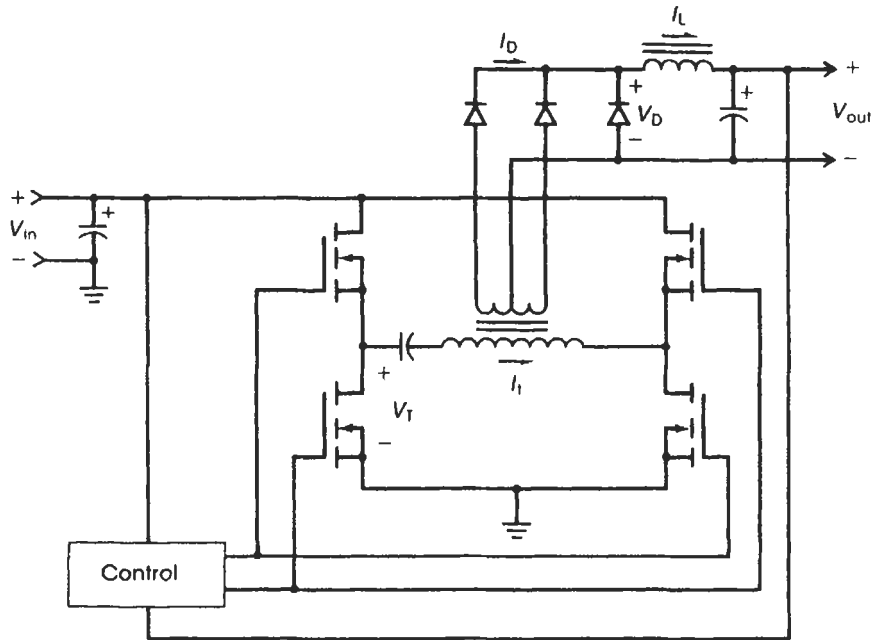 I_D
I_L
+
+
+
+
V_D
V_out
-
-
+
+
V_in
-
+
I_t
V_T
-
Control